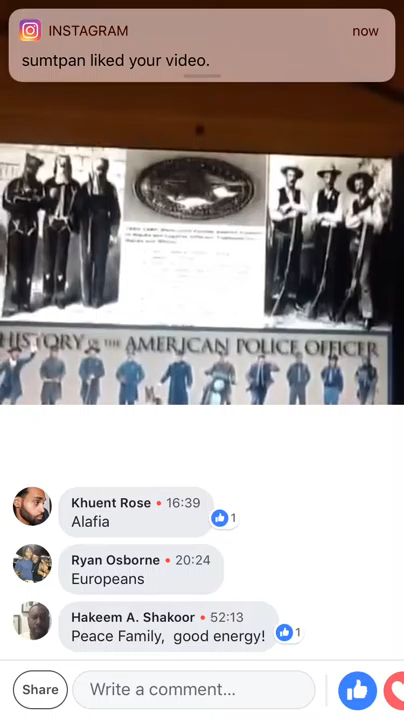 INSTAGRAM
now
sumtpan liked your video.
HISTORY OF THE AMERICAN POLICE OFFICER
Khuent Rose • 16:39
Alafia
1
Ryan Osborne • 20:24
Europeans
Hakeem A. Shakoor • 52:13
Peace Family, good energy!
1
Share
Write a comment...